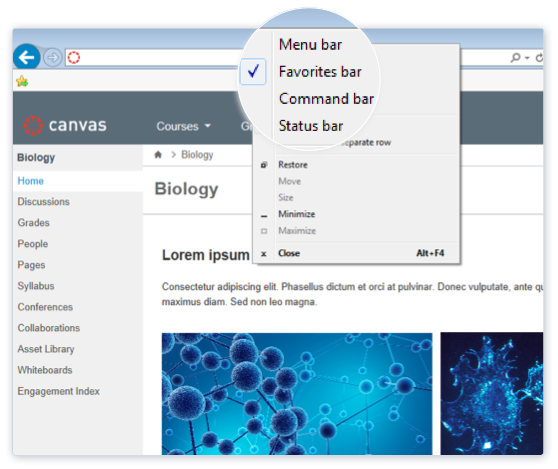 Menu bar
Favorites bar
Command bar
Status bar
separate row
Restore
Move
Size
Minimize
Maximize
Close Alt+F4
canvas
Courses
Biology
Home
Discussions
Grades
People
Pages
Syllabus
Conferences
Collaborations
Asset Library
Whiteboards
Engagement Index
> Biology
Biology
Lorem ipsum
Consectetur adipiscing elit. Phasellus dictum et orci at pulvinar. Donec vulputate, ante qu
maximus diam. Sed non leo magna.